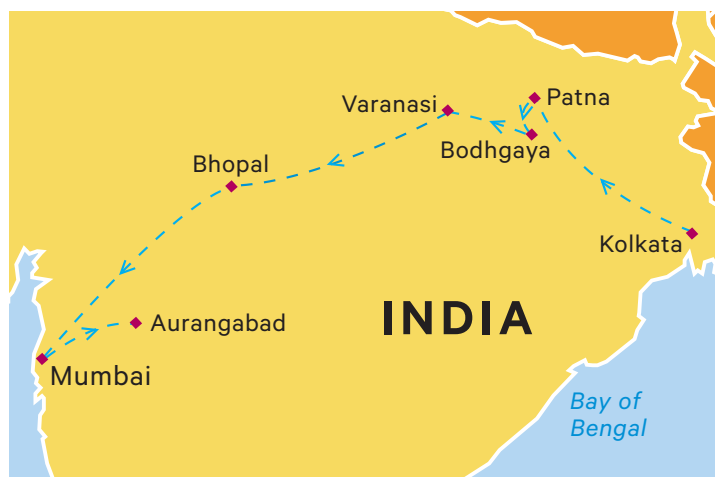 Patna
Varanasi
Bodhgaya
Bhopal
Kolkata
Aurangabad
INDIA
Mumbai
Bay of
Bengal